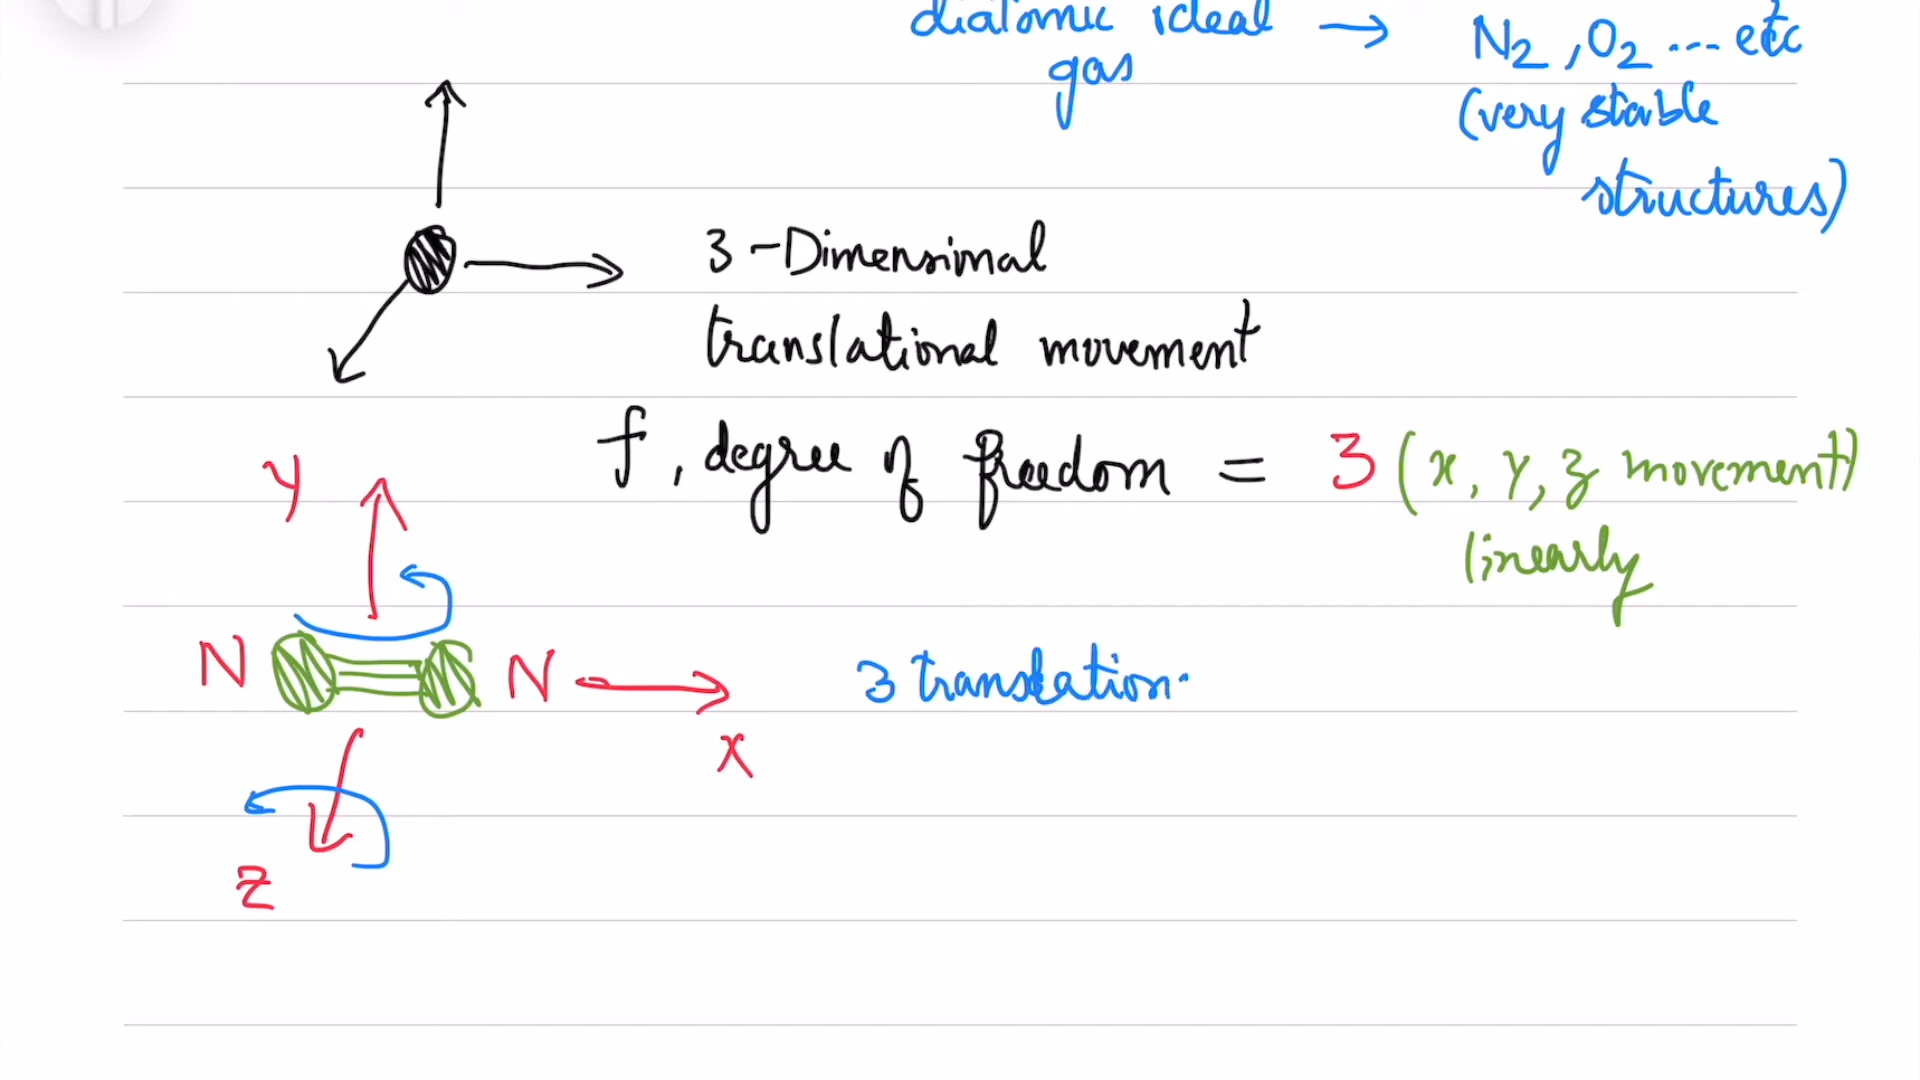 diatomic ideal → N2, O2 ... etc
gas
(very stable
structures)
3-Dimensional
translational movement
f, degree of freedom = 3 (x, y, z movement)
linearly
y
N N
3 translation.
x
z